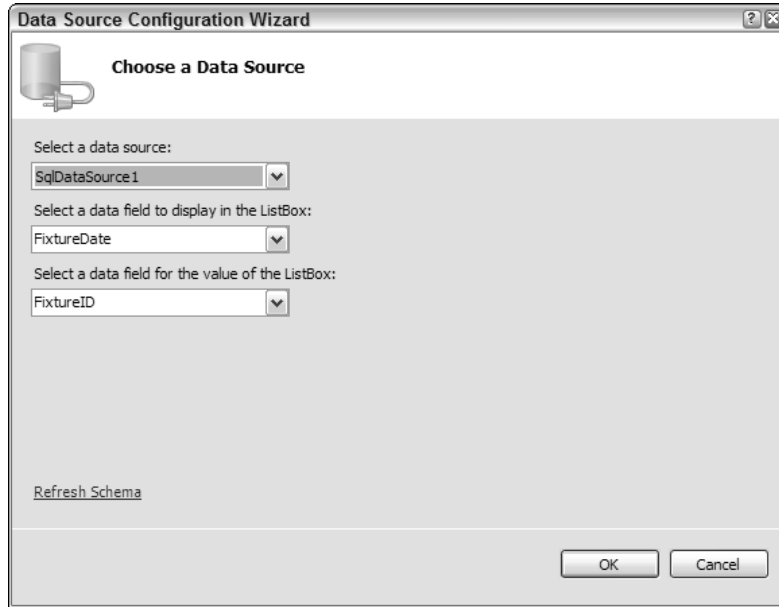 Data Source Configuration Wizard
Choose a Data Source
Select a data source:
SqlDataSource1
Select a data field to display in the ListBox:
FixtureDate
Select a data field for the value of the ListBox:
FixtureID
Refresh Schema
OK Cancel